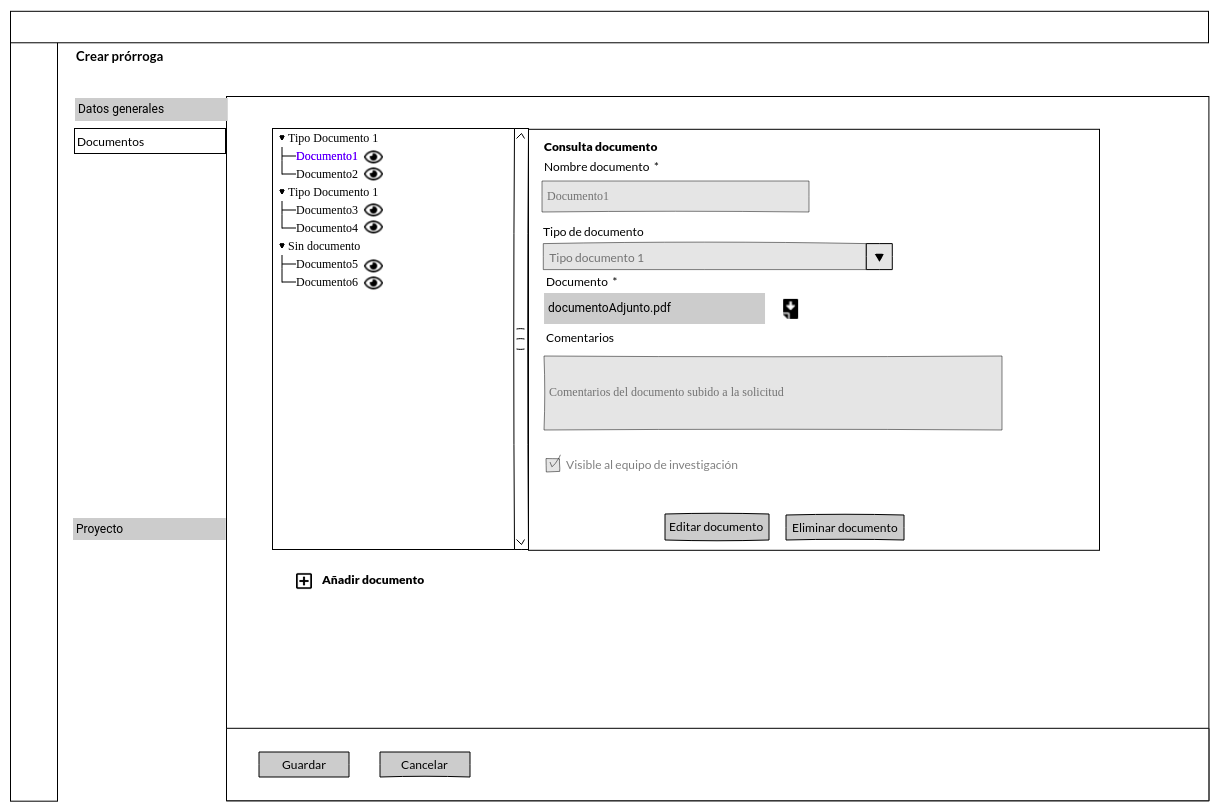 Crear prórroga
Datos generales
Documentos
Proyecto
Tipo Documento 1
Documento1
Documento2
Tipo Documento 1
Documento3
Documento4
Sin documento
Documento5
Documento6
Consulta documento
Nombre documento *
Documento1
Tipo de documento
Tipo documento 1
Documento *
documentoAdjunto.pdf
Comentarios
Comentarios del documento subido a la solicitud
Visible al equipo de investigación
Editar documento
Eliminar documento
Añadir documento
Guardar
Cancelar